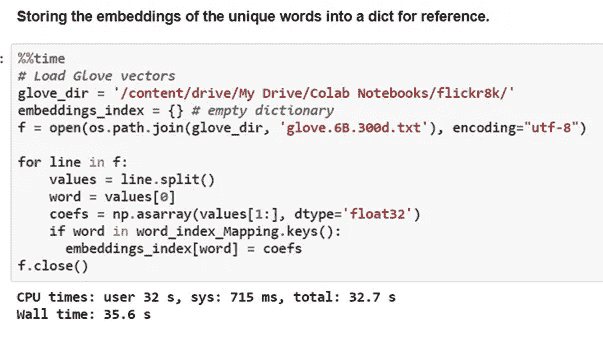 Storing the embeddings of the unique words into a dict for reference.
: %%time
# Load Glove vectors
glove_dir = '/content/drive/My Drive/Colab Notebooks/flickr8k/'
embeddings_index = {} # empty dictionary
f = open(os.path.join(glove_dir, 'glove.6B.300d.txt'), encoding="utf-8")

for line in f:
    values = line.split()
    word = values[0]
    coefs = np.asarray(values[1:], dtype='float32')
    if word in word_index_Mapping.keys():
      embeddings_index[word] = coefs
f.close()
CPU times: user 32 s, sys: 715 ms, total: 32.7 s
Wall time: 35.6 s